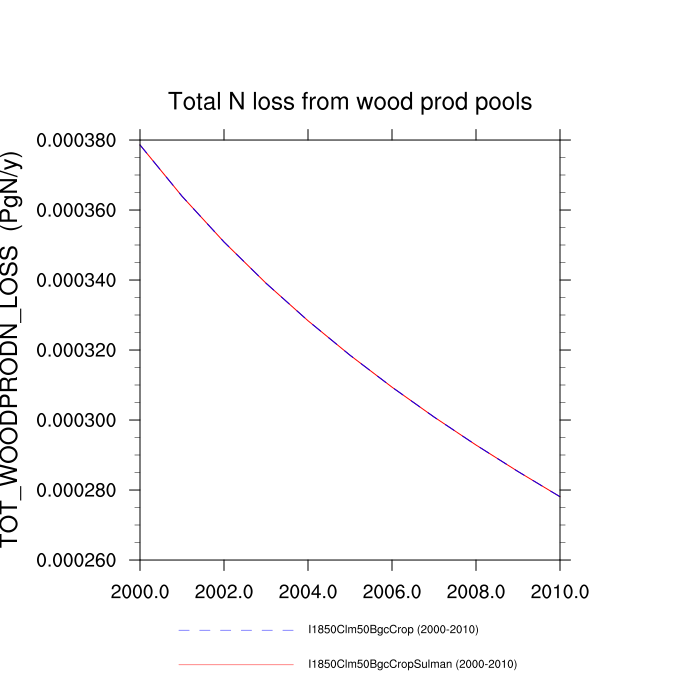 Total N loss from wood prod pools
TOT_WOODPRODN_LOSS (PgN/y)
0.000380
0.000360
0.000340
0.000320
0.000300
0.000280
0.000260
2000.0 2002.0 2004.0 2006.0 2008.0 2010.0
I1850Clm50BgcCrop (2000-2010)
I1850Clm50BgcCropSulman (2000-2010)